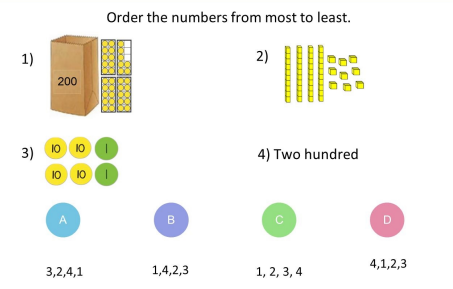 Order the numbers from most to least.
1)
200
2)
3)
10 10 1
10 10 1
4) Two hundred
A B C D
3,2,4,1 1,4,2,3 1, 2, 3, 4 4,1,2,3